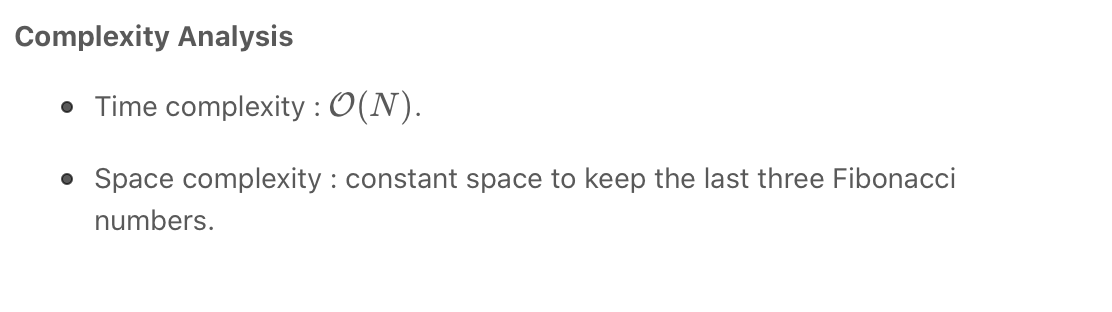 Complexity Analysis
Time complexity : O(N).
Space complexity : constant space to keep the last three Fibonacci
numbers.